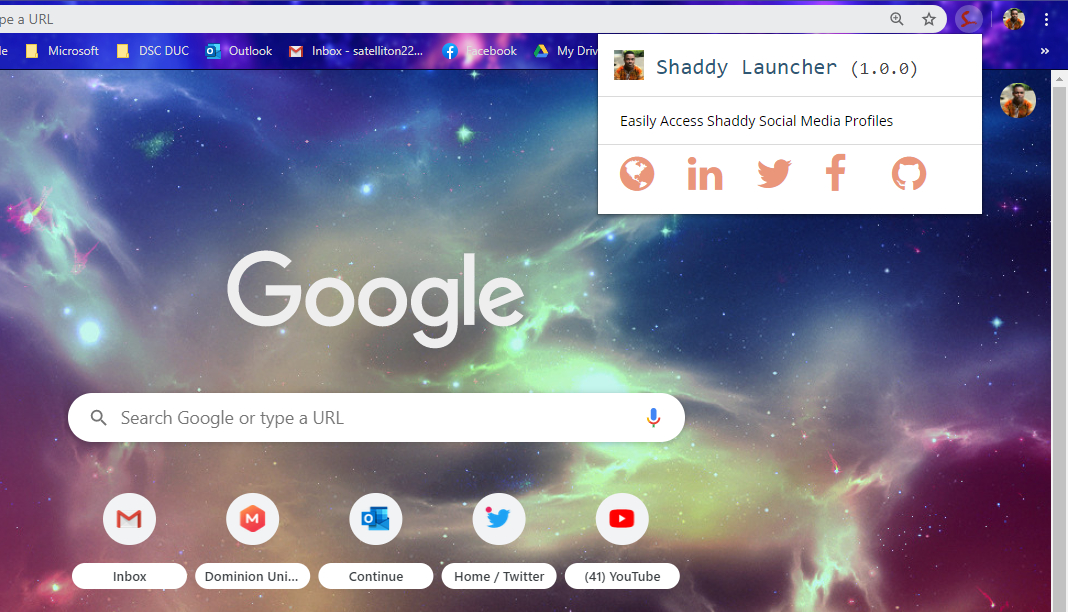 pe a URL
le Microsoft DSC DUC Outlook Inbox - satelliton22... Facebook My Driv »
Shaddy Launcher (1.0.0)
Easily Access Shaddy Social Media Profiles
in f
Google
Search Google or type a URL
Inbox Dominion Uni... Continue Home / Twitter (41) YouTube